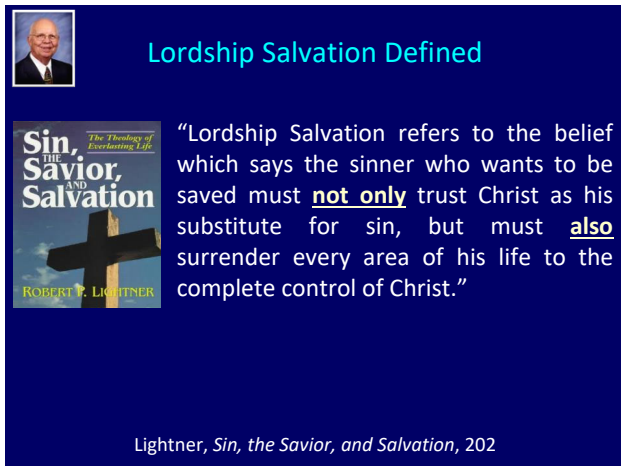 Lordship Salvation Defined
Sin,
The Theology of
Everlasting Life
THE
Savior,
AND
Salvation
ROBERT P. LIGHTNER
“Lordship Salvation refers to the belief
which says the sinner who wants to be
saved must not only trust Christ as his
substitute for sin, but must also
surrender every area of his life to the
complete control of Christ.”
Lightner, Sin, the Savior, and Salvation, 202